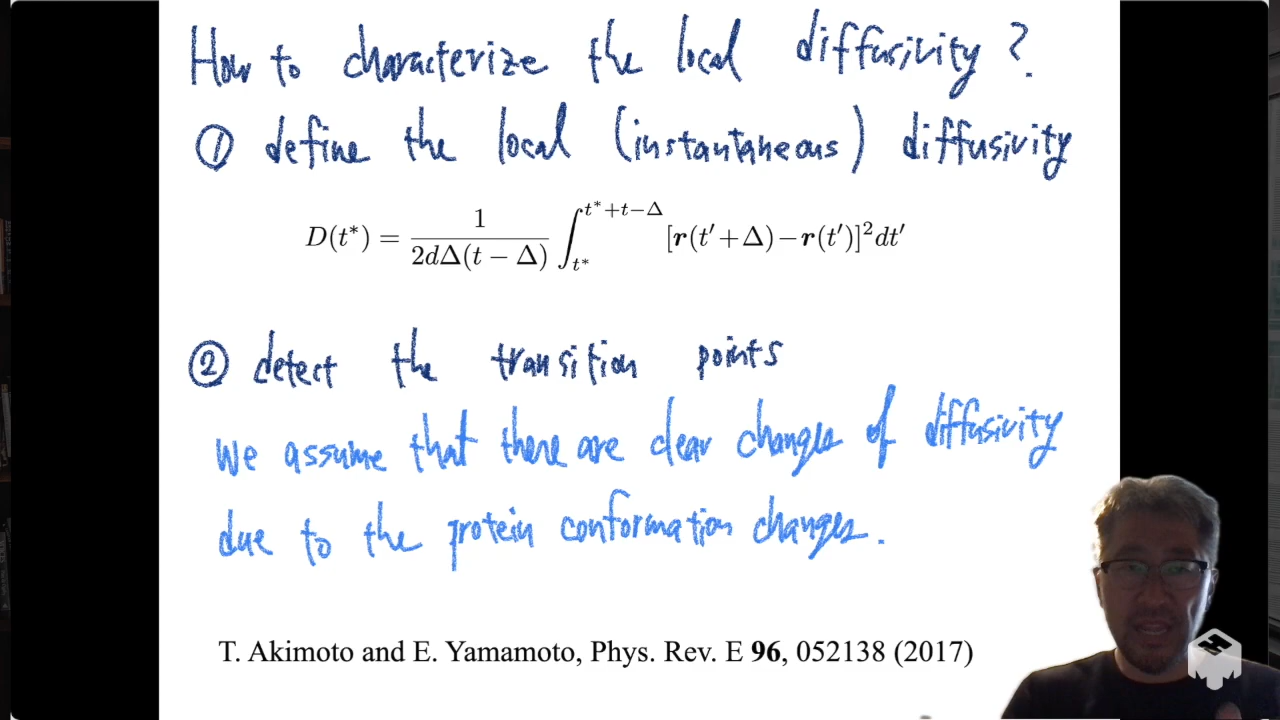 How to characterize the local diffusivity?
① define the local (instantaneous) diffusivity
D(t*) = \frac{1}{2dΔ(t − Δ)} ∫_{t*}^{t*+t−Δ} [r(t′+Δ)−r(t′)]²dt′
② detect the transition points
we assume that there are clear changes of diffusivity
due to the protein conformation changes.
T. Akimoto and E. Yamamoto, Phys. Rev. E 96, 052138 (2017)